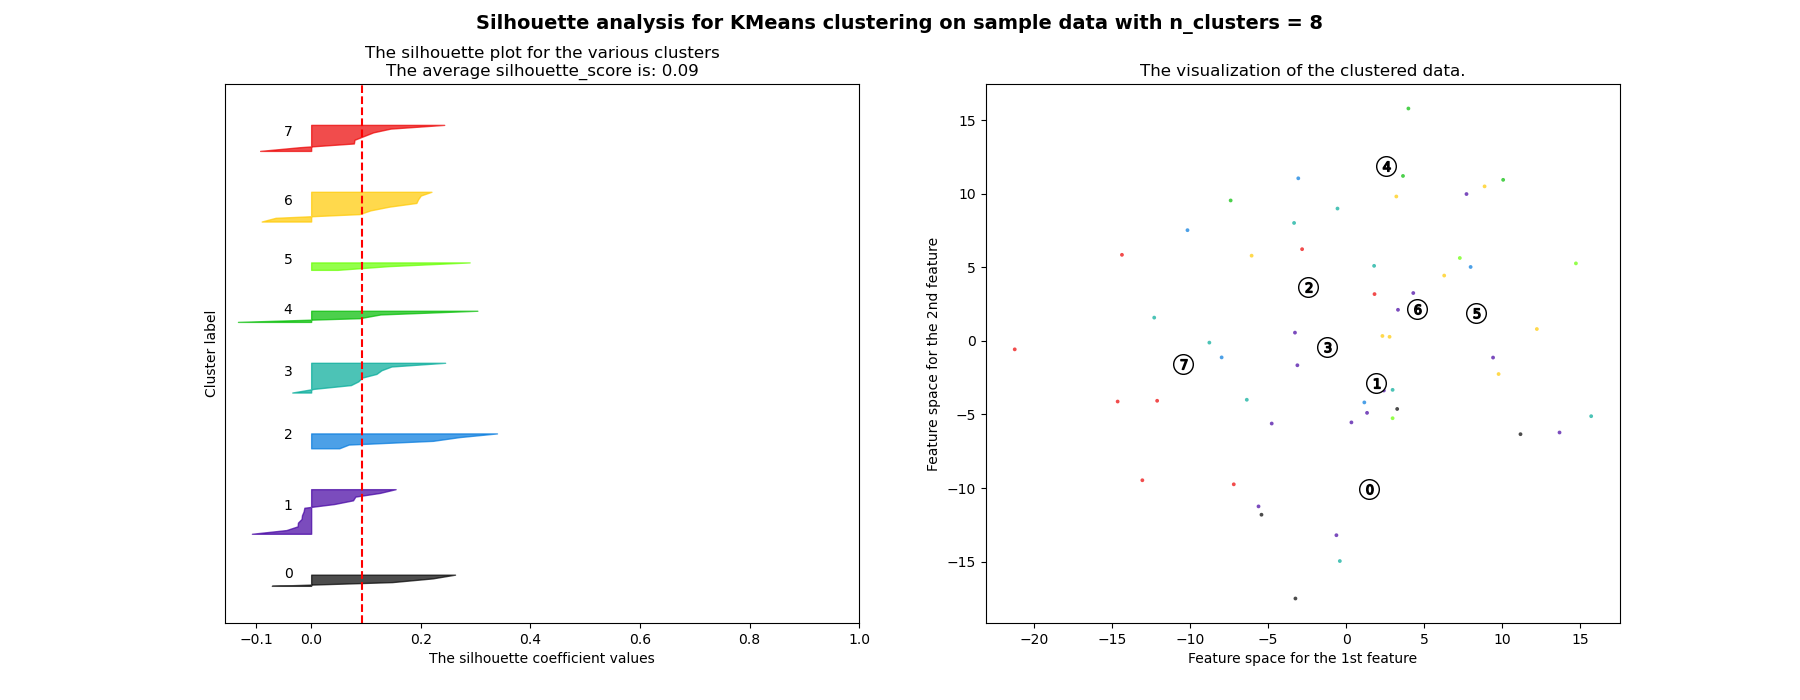 Silhouette analysis for KMeans clustering on sample data with n_clusters = 8
The silhouette plot for the various clusters
The average silhouette_score is: 0.09
Cluster label
7
6
5
4
3
2
1
0
−0.1 0.0 0.2 0.4 0.6 0.8 1.0
The silhouette coefficient values
The visualization of the clustered data.
Feature space for the 2nd feature
15
10
5
0
−5
−10
−15
4
2
6
5
3
7
1
0
−20 −15 −10 −5 0 5 10 15
Feature space for the 1st feature